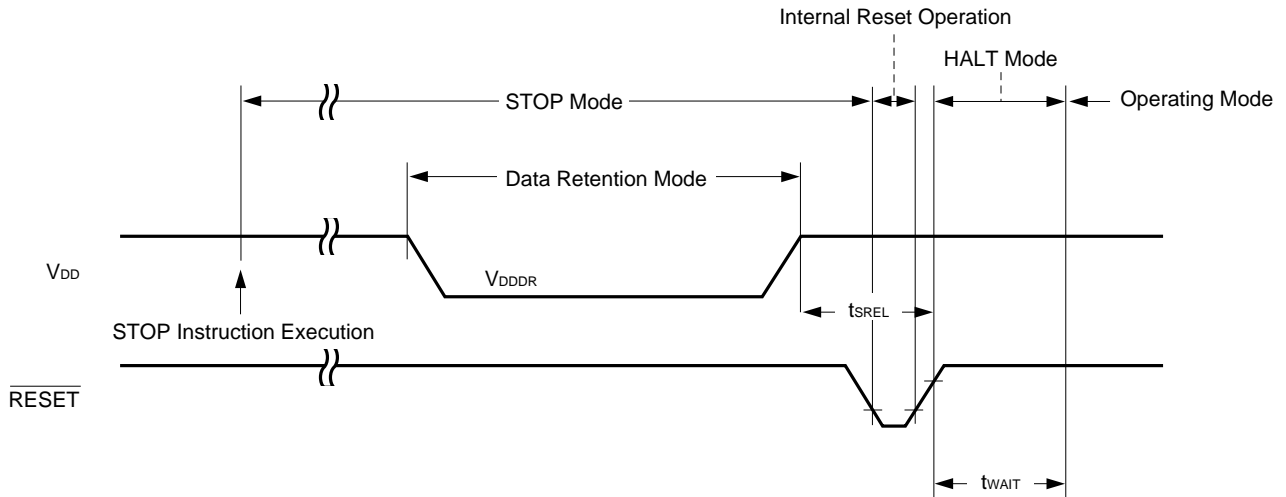 Internal Reset Operation
HALT Mode
STOP Mode
Operating Mode
Data Retention Mode
VDD
VDDDR
STOP Instruction Execution
tSREL
RESET
tWAIT